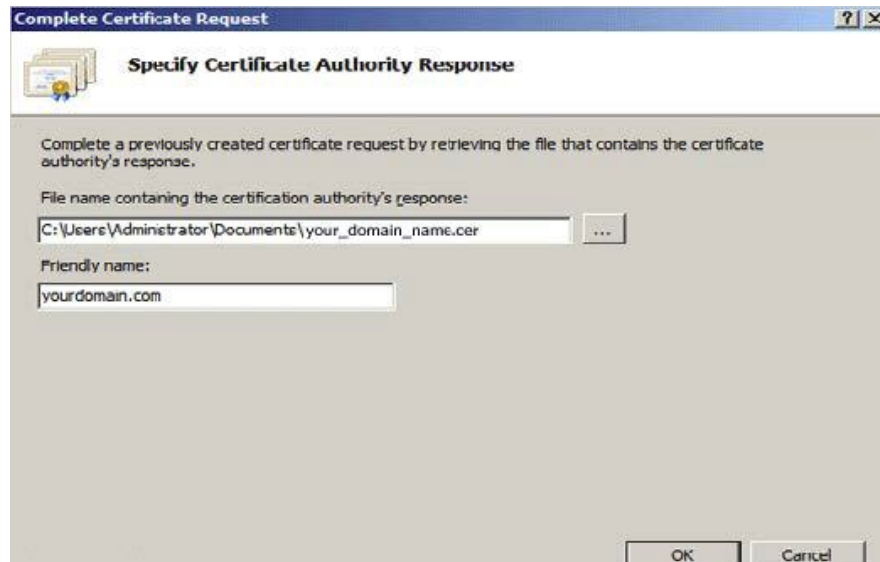 Complete Certificate Request
Specify Certificate Authority Response
Complete a previously created certificate request by retrieving the file that contains the certificate
authority's response.
File name containing the certification authority's response:
C:\Users\Administrator\Documents\your_domain_name.cer
...
Friendly name:
yourdomain.com
OK
Cancel